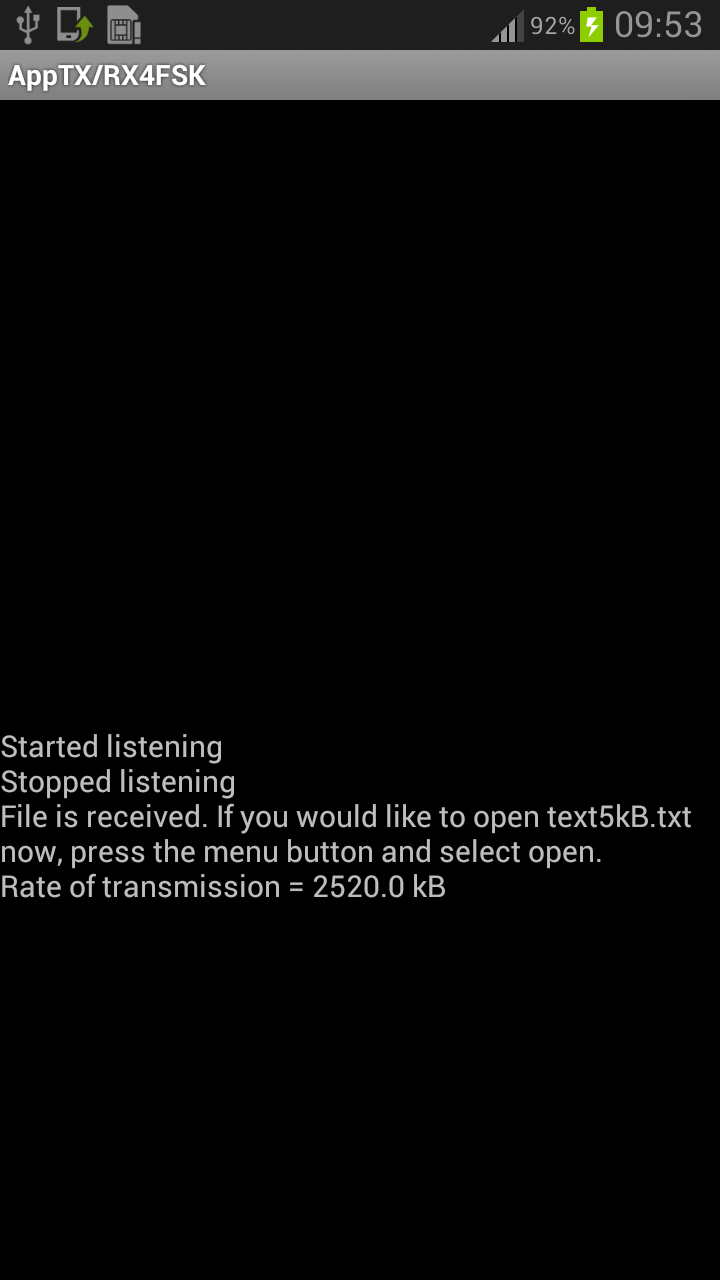 92% 09:53
AppTX/RX4FSK
Started listening
Stopped listening
File is received. If you would like to open text5kB.txt
now, press the menu button and select open.
Rate of transmission = 2520.0 kB